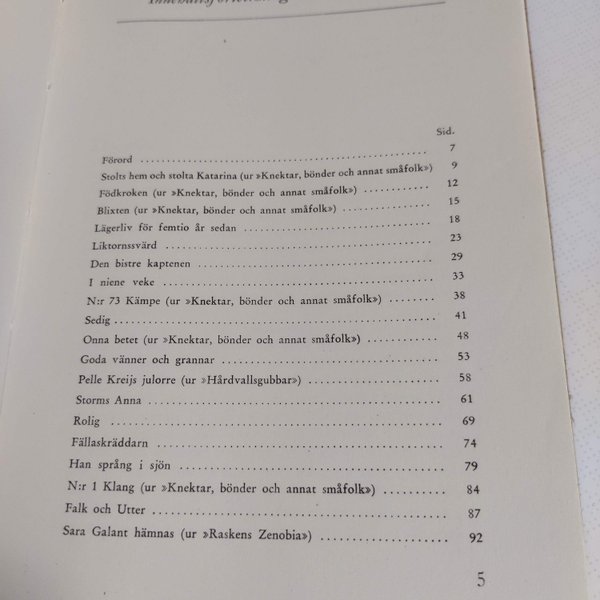 Innehållsförteckning
Sid.
Förord .................................................. 7
Stolts hem och stolta Katarina (ur »Knektar, bönder och annat småfolk») 9
Födkroken (ur »Knektar, bönder och annat småfolk») ............ 12
Blixten (ur »Knektar, bönder och annat småfolk») ................ 15
Lägerliv för femtio år sedan .................................. 18
Liktornssvärd .................................................. 23
Den bistre kaptenen .......................................... 29
I niene veke .................................................. 33
N:r 73 Kämpe (ur »Knektar, bönder och annat småfolk») .......... 38
Sedig .......................................................... 41
Onna betet (ur »Knektar, bönder och annat småfolk») .............. 48
Goda vänner och grannar ...................................... 53
Pelle Kreijs julorre (ur »Hårdvallsgubbar») ........................ 58
Storms Anna .................................................. 61
Rolig .......................................................... 69
Fällaskräddarn ................................................ 74
Han språng i sjön ............................................ 79
N:r 1 Klang (ur »Knektar, bönder och annat småfolk») ............ 84
Falk och Utter ................................................ 87
Sara Galant hämnas (ur »Raskens Zenobia») ...................... 92
5